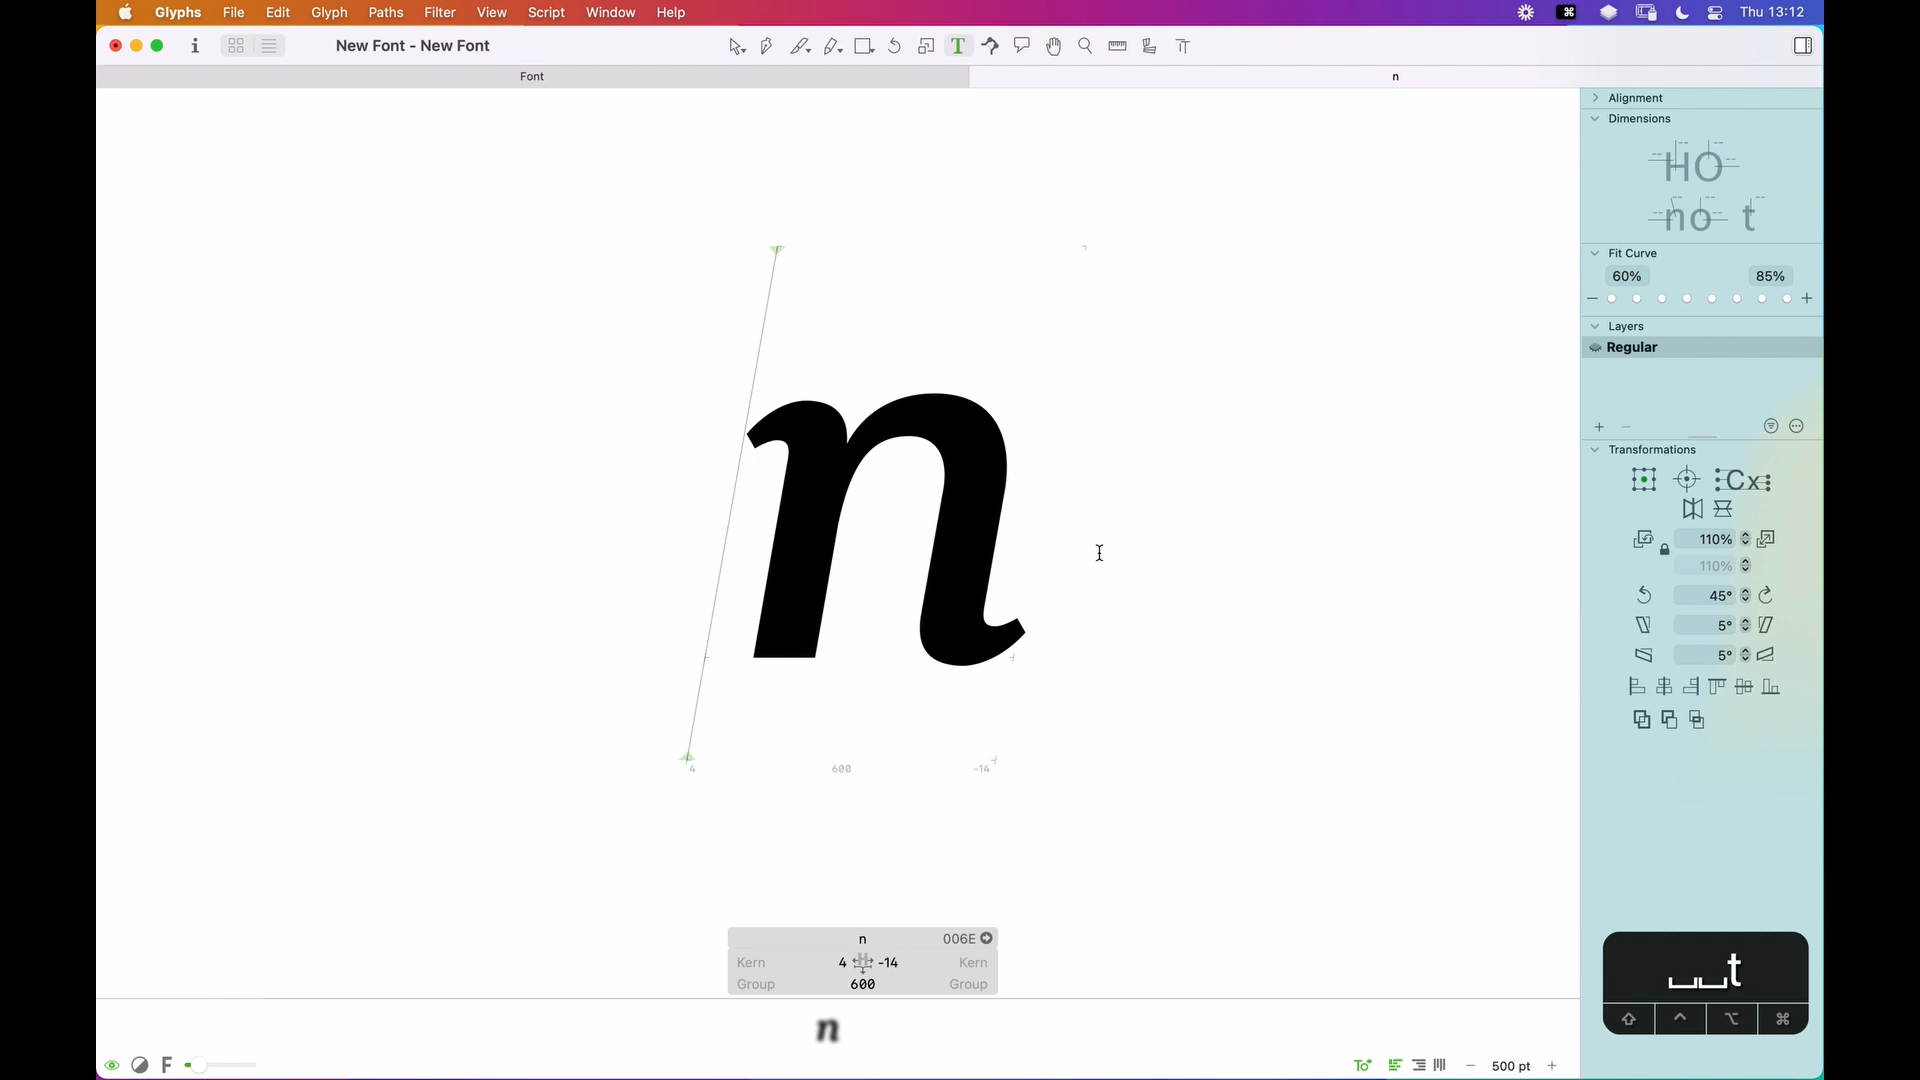 Glyphs File Edit Glyph Paths Filter View Script Window Help Thu 13:12
New Font - New Font
Font n
Alignment
Dimensions
HO
no t
Fit Curve
60% 85%
Layers
Regular
Transformations
Cx
110%
110%
45°
5°
5°
n
4 600 -14
n 006E
Kern 4 -14 Kern
Group 600 Group
t
n
F
500 pt